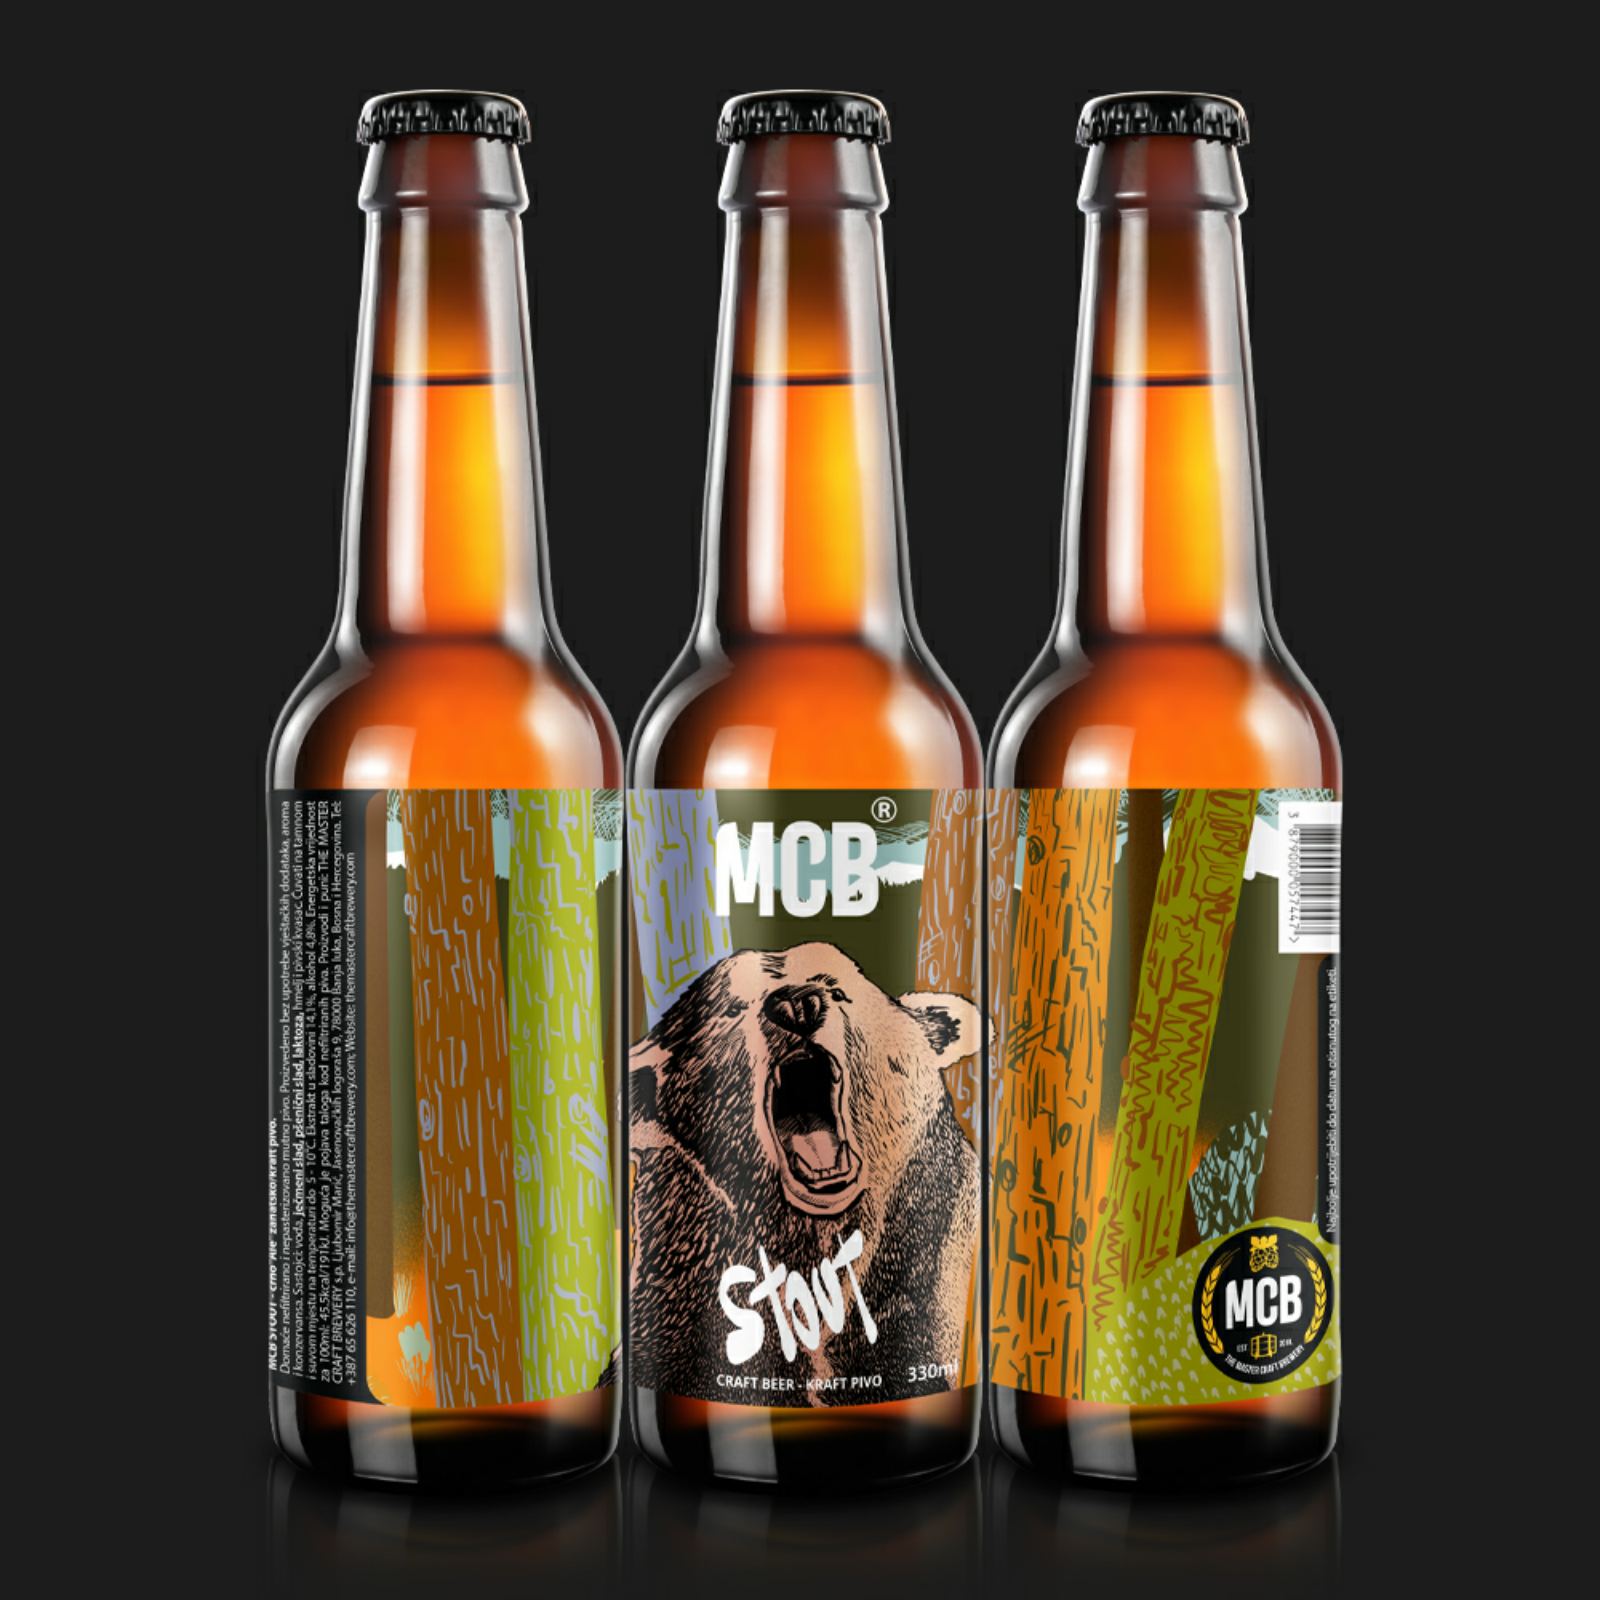 MCB STOUT - crno "Ale" zanatsko/kraft pivo.
Domaće nefiltrirano i nepasterizovano mutno pivo. Proizvedeno bez upotrebe vještačkih dodataka, aroma
i konzervansa. Sastojci: voda, ječmeni slad, pšenični slad, laktoza, hmelj i pivski kvasac. Čuvati na tamnom
i suvom mjestu na temperaturi do 5 - 10°C. Ekstrakt u sladovini 14,1%, alkohol 4,8%. Energetska vrijednost
za 100ml: 45.5kcal/191kJ. Moguća je pojava taloga kod nefiltriranih piva. Proizvodi i puni: THE MASTER
CRAFT BREWERY s.p. Ljubomir Marić, Jasenovačkih logoraša 9, 78000 Banja luka, Bosna i Hercegovina. Tel:
+387 65 626 110, e-mail: info@themastercraftbrewery.com; Website: themastercraftbrewery.com
MCB®
Stout
CRAFT BEER - KRAFT PIVO
330ml
3 879000 057447 >
Najbolje upotrijebiti do datuma otisnutog na etiketi.
MCB
EST
THE MASTER CRAFT BREWERY